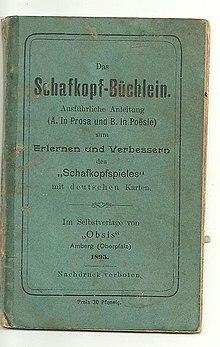 Das
Schafkopf-Büchlein.
Ausführliche Anleitung
(A. in Prosa und B. in Poësie)
zum
Erlernen und Verbessern
des
„Schafkopfspieles"
mit deutschen Karten.
Im Selbstverlage von
„Obsis"
Amberg (Oberpfalz)
1895.
Nachdruck verboten.
Preis 30 Pfennig.